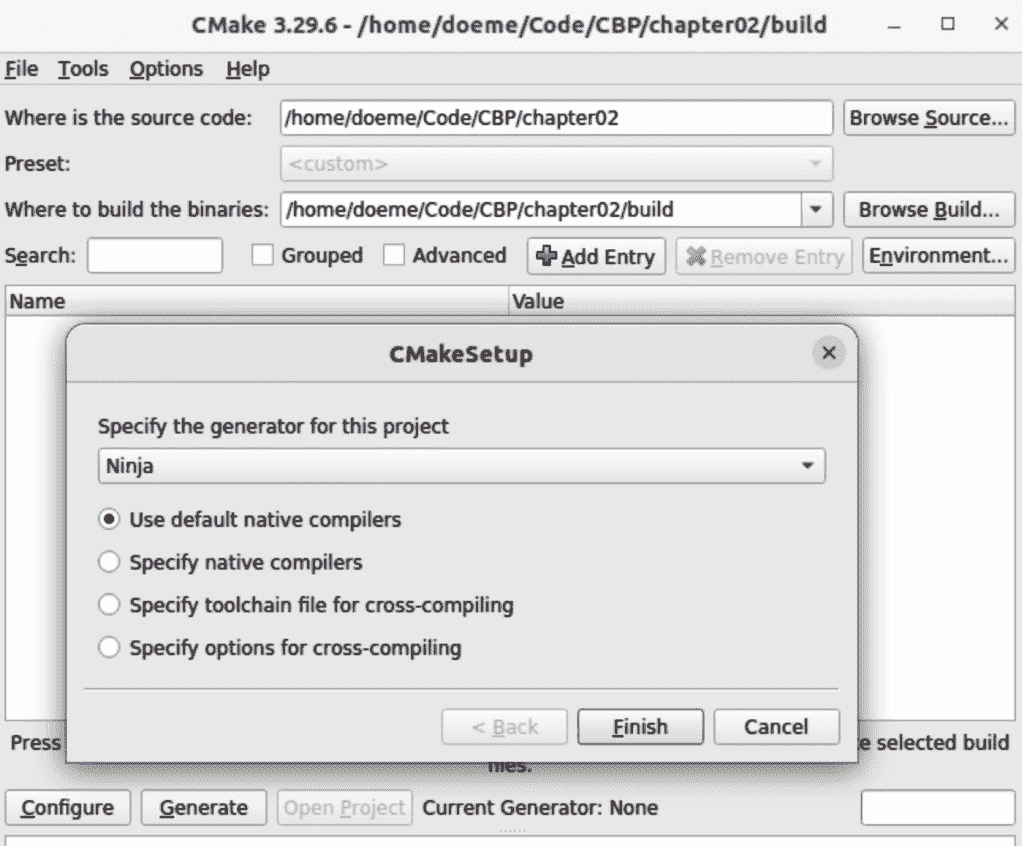 CMake 3.29.6 - /home/doeme/Code/CBP/chapter02/build
File Tools Options Help
Where is the source code: /home/doeme/Code/CBP/chapter02 Browse Source...
Preset: <custom>
Where to build the binaries: /home/doeme/Code/CBP/chapter02/build Browse Build...
Search: Grouped Advanced Add Entry Remove Entry Environment...
Name Value
CMakeSetup
Specify the generator for this project
Ninja
Use default native compilers
Specify native compilers
Specify toolchain file for cross-compiling
Specify options for cross-compiling
< Back Finish Cancel
Press selected build
files.
Configure Generate Open Project Current Generator: None